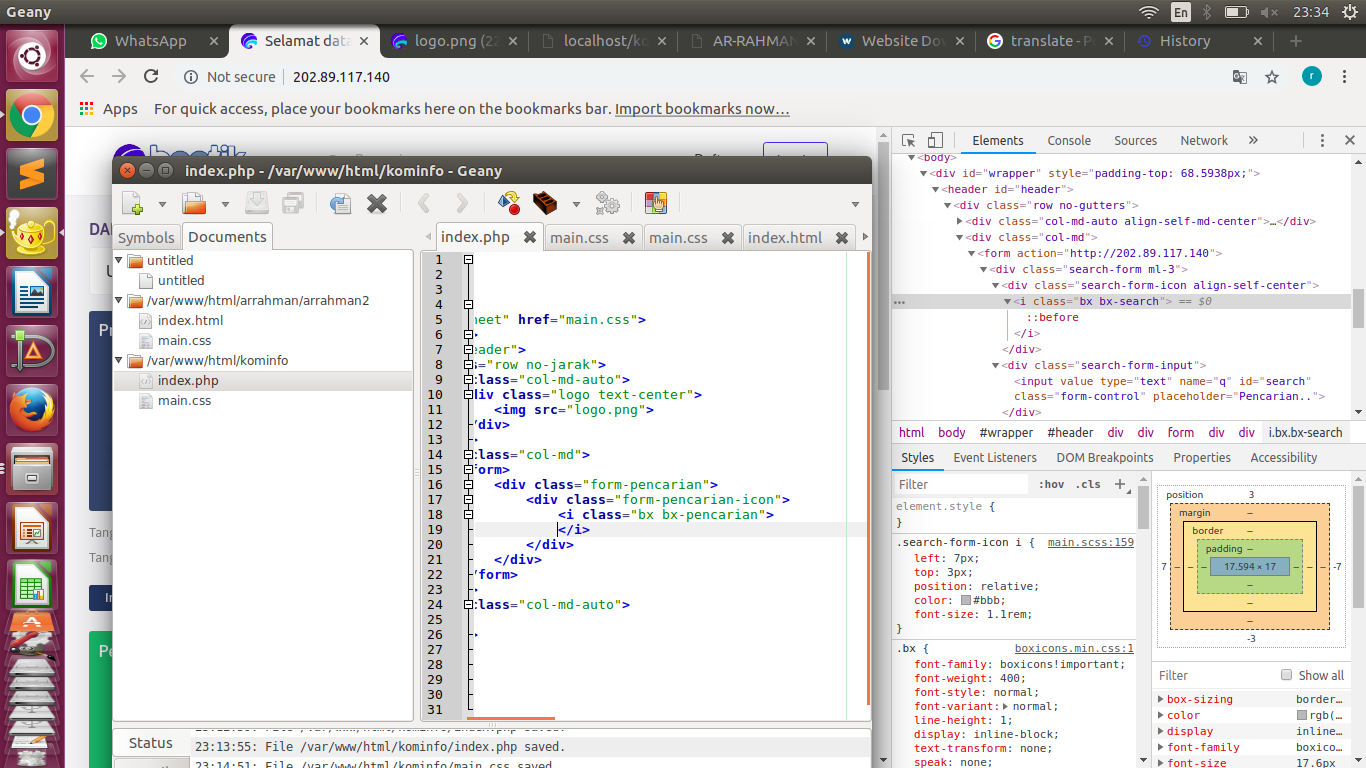 Geany
En
23:34
WhatsApp
Selamat dat
logo.png (22
localhost/ko
AR-RAHMAN
Website Dov
translate - P
History
Not secure
202.89.117.140
r
Apps
For quick access, place your bookmarks here on the bookmarks bar. Import bookmarks now…
index.php - /var/www/html/kominfo - Geany
Symbols
Documents
index.php
main.css
main.css
index.html
untitled
untitled
/var/www/html/arrahman/arrahman2
index.html
main.css
/var/www/html/kominfo
index.php
main.css
1
2
3
4
5 heet" href="main.css">
6 >
7 eader">
8 s="row no-jarak">
9 class="col-md-auto">
10 div class="logo text-center">
11 <img src="logo.png">
12 /div>
13 >
14 class="col-md">
15 form>
16 <div class="form-pencarian">
17 <div class="form-pencarian-icon">
18 <i class="bx bx-pencarian">
19 </i>
20 </div>
21 </div>
22 /form>
23 >
24 class="col-md-auto">
25
26 >
27
28
29
30
31
Status
23:13:55: File /var/www/html/kominfo/index.php saved.
23:14:51: File /var/www/html/kominfo/main.css saved.
Elements
Console
Sources
Network
»
<body>
<div id="wrapper" style="padding-top: 68.5938px;">
<header id="header">
<div class="row no-gutters">
<div class="col-md-auto align-self-md-center">…</div>
<div class="col-md">
<form action="http://202.89.117.140">
<div class="search-form ml-3">
<div class="search-form-icon align-self-center">
<i class="bx bx-search"> == $0
::before
</i>
</div>
<div class="search-form-input">
<input value type="text" name="q" id="search"
class="form-control" placeholder="Pencarian..">
</div>
html body #wrapper #header div div form div div i.bx.bx-search
Styles
Event Listeners
DOM Breakpoints
Properties
Accessibility
Filter
:hov
.cls
+
element.style {
}
.search-form-icon i { main.scss:159
left: 7px;
top: 3px;
position: relative;
color: #bbb;
font-size: 1.1rem;
}
.bx { boxicons.min.css:1
font-family: boxicons!important;
font-weight: 400;
font-style: normal;
font-variant: normal;
line-height: 1;
display: inline-block;
text-transform: none;
speak: none;
position 3
margin –
border –
padding –
7 – – – 17.594 × 17 – – – -7
–
–
–
-3
Filter
Show all
box-sizing border…
color rgb(…
display inline…
font-family boxico…
font-size 17.6px